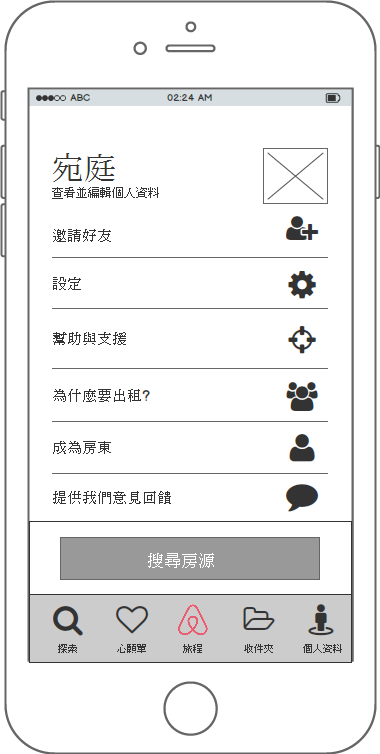 ABC
02:24 AM
宛庭
查看並編輯個人資料
邀請好友
設定
幫助與支援
為什麼要出租?
成為房東
提供我們意見回饋
搜尋房源
探索
心願單
旅程
收件夾
個人資料